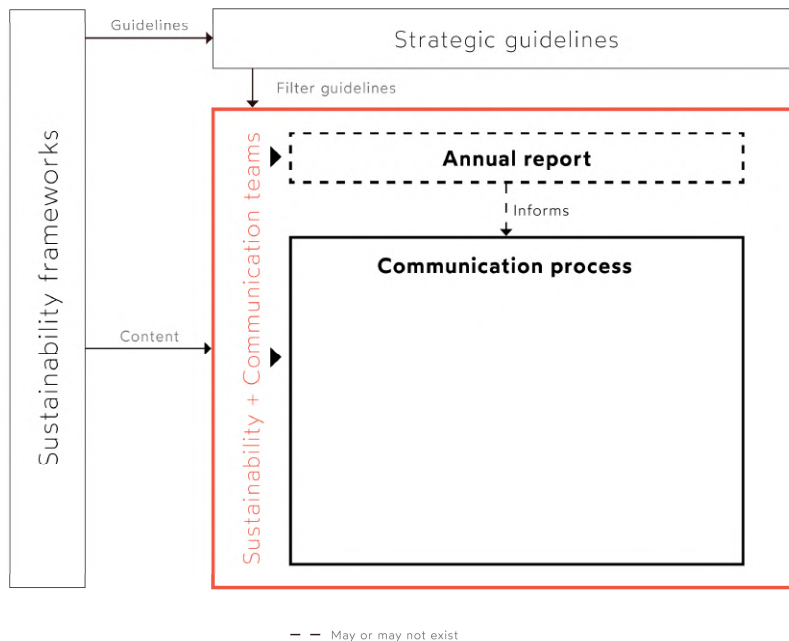 Guidelines
Strategic guidelines
Filter guidelines
Sustainability frameworks
Sustainability + Communication teams
Annual report
Informs
Communication process
Content
May or may not exist